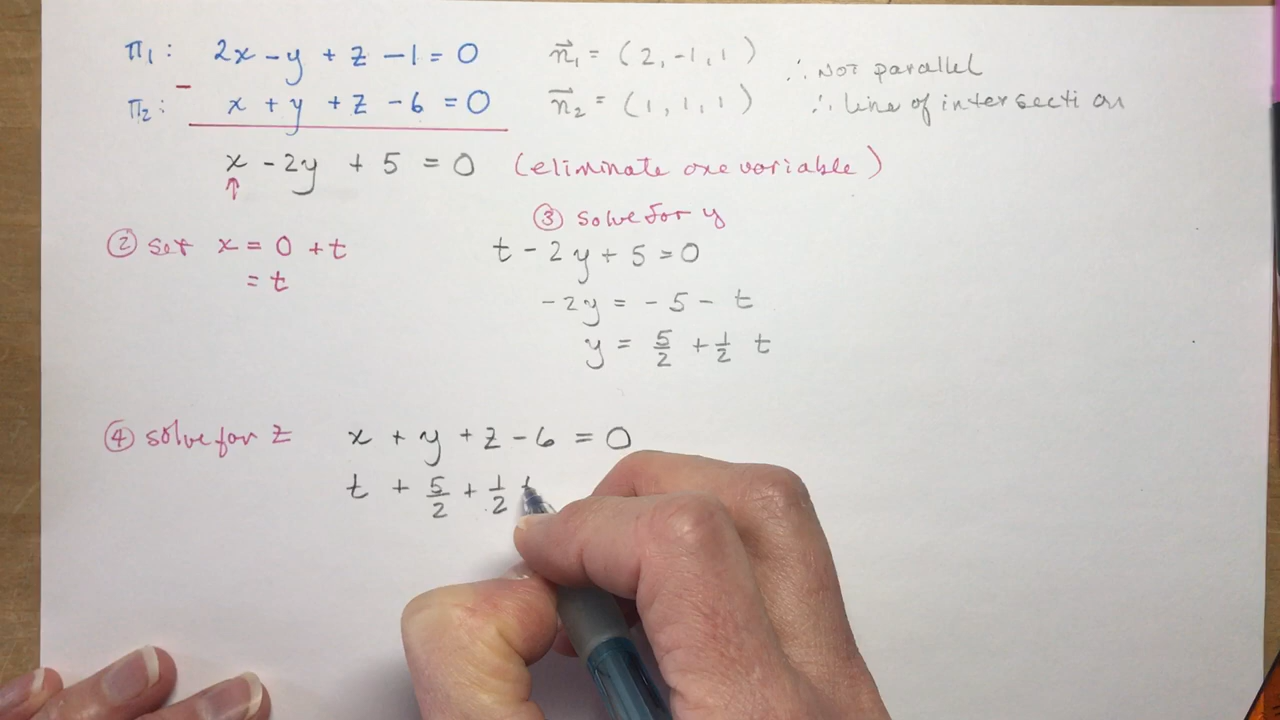 π₁: 2x - y + z - 1 = 0 n⃗₁ = (2, -1, 1) ∴ Not parallel
− π₂: x + y + z - 6 = 0 n⃗₂ = (1, 1, 1) ∴ line of intersection
x - 2y + 5 = 0 (eliminate one variable)
↑
③ solve for y
② set x = 0 + t
= t
t - 2y + 5 = 0
-2y = -5 - t
y = 5/2 + 1/2 t
④ solve for z x + y + z - 6 = 0
t + 5/2 + 1/2 t